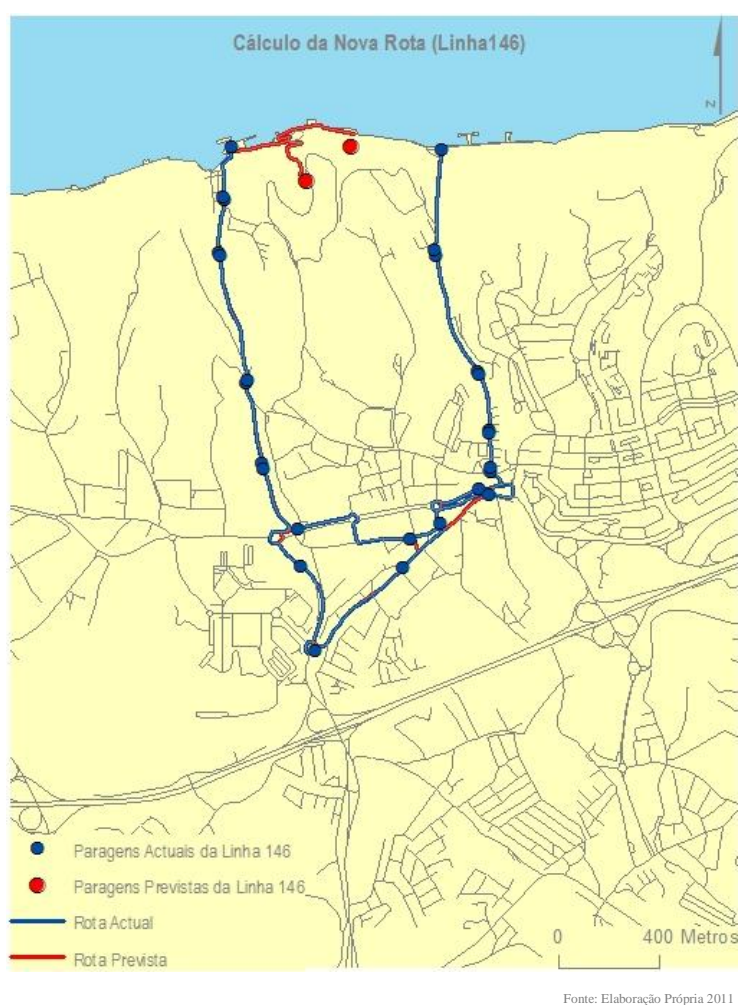 Cálculo da Nova Rota (Linha146)
N
Paragens Actuais da Linha 146
Paragens Previstas da Linha 146
Rota Actual
Rota Prevista
0 400 Metros
Fonte: Elaboração Própria 2011